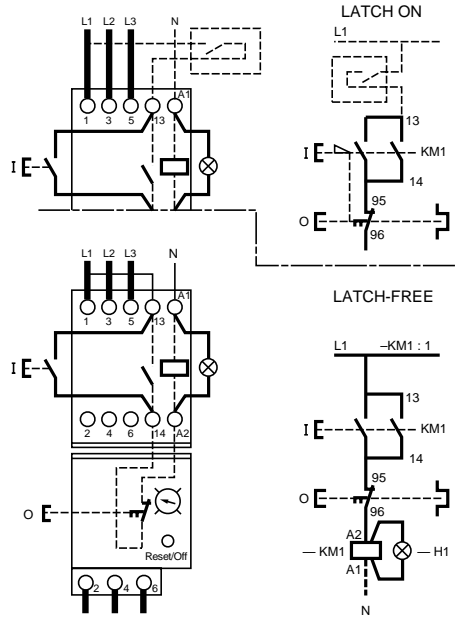 L1 L2 L3 N
1 3 5 13 A1
I
L1 L2 L3 N
1 3 5 13 A1
I
2 4 6 14 A2
O
Reset/Off
2 4 6
LATCH ON
L1
13
I KM1
14
95
O
96
LATCH-FREE
L1 –KM1 : 1
13
I KM1
14
95
O
96
A2
— KM1 — H1
A1
N